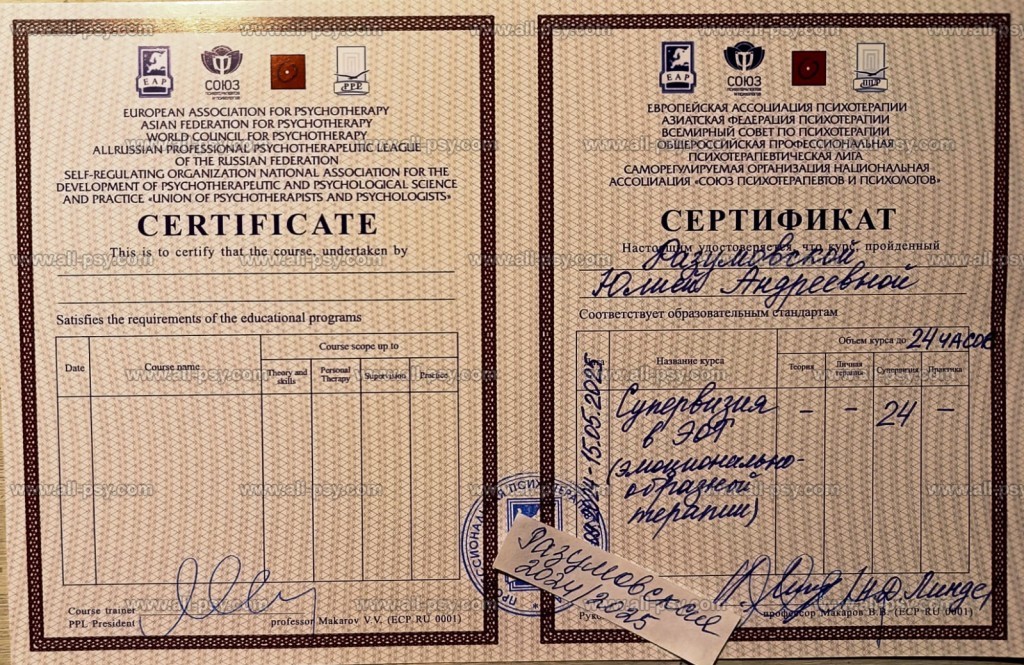 EAP
СОЮЗ
ПСИХОТЕРАПЕВТОВ
И ПСИХОЛОГОВ
PPL
EUROPEAN ASSOCIATION FOR PSYCHOTHERAPY
ASIAN FEDERATION FOR PSYCHOTHERAPY
WORLD COUNCIL FOR PSYCHOTHERAPY
ALLRUSSIAN PROFESSIONAL PSYCHOTHERAPEUTIC LEAGUE
OF THE RUSSIAN FEDERATION
SELF-REGULATING ORGANIZATION NATIONAL ASSOCIATION FOR THE
DEVELOPMENT OF PSYCHOTHERAPEUTIC AND PSYCHOLOGICAL SCIENCE
AND PRACTICE «UNION OF PSYCHOTHERAPISTS AND PSYCHOLOGISTS»
CERTIFICATE
This is to certify that the course, undertaken by
Satisfies the requirements of the educational programs
Date
Course name
Course scope up to
Theory and skills
Personal Therapy
Supervision
Practice
Course trainer
PPL President
professor Makarov V.V. (ECP RU 0001)
EAP
СОЮЗ
ПСИХОТЕРАПЕВТОВ
И ПСИХОЛОГОВ
ППЛ
ЕВРОПЕЙСКАЯ АССОЦИАЦИЯ ПСИХОТЕРАПИИ
АЗИАТСКАЯ ФЕДЕРАЦИЯ ПСИХОТЕРАПИИ
ВСЕМИРНЫЙ СОВЕТ ПО ПСИХОТЕРАПИИ
ОБЩЕРОССИЙСКАЯ ПРОФЕССИОНАЛЬНАЯ
ПСИХОТЕРАПЕВТИЧЕСКАЯ ЛИГА
САМОРЕГУЛИРУЕМАЯ ОРГАНИЗАЦИЯ НАЦИОНАЛЬНАЯ
АССОЦИАЦИЯ «СОЮЗ ПСИХОТЕРАПЕВТОВ И ПСИХОЛОГОВ»
СЕРТИФИКАТ
Настоящим удостоверяется, что курс, пройденный
Разумовской
Юлией Андреевной
Соответствует образовательным стандартам
Название курса
Объем курса до 24 часов
Теория
Личная терапия
Супервизия
Практика
08.2024-15.05.2025
Супервизия
в ЭОТ
(эмоционально-
образной
терапии)
– – 24 –
Н.Д. Линде
профессор Макаров В.В. (ECP RU 0001)
Разумовская
2024/2025
www.all-psy.com